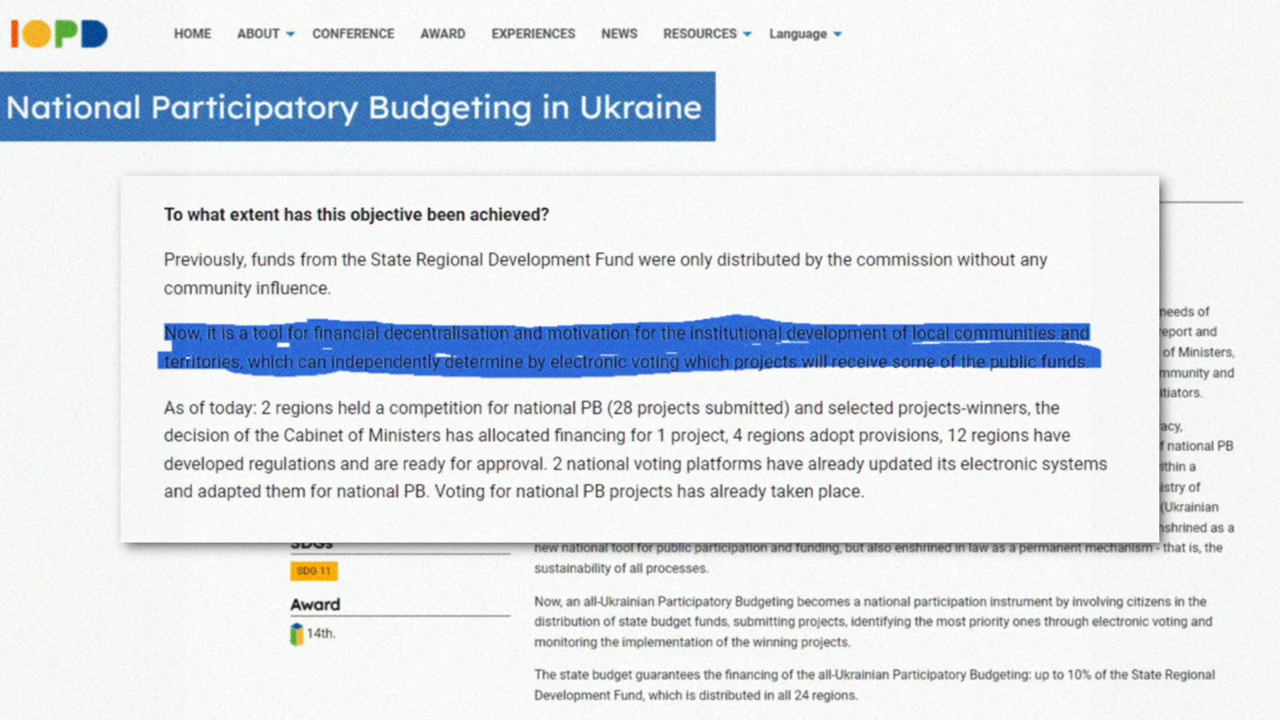 IOPD
HOME ABOUT CONFERENCE AWARD EXPERIENCES NEWS RESOURCES Language
National Participatory Budgeting in Ukraine
To what extent has this objective been achieved?
Previously, funds from the State Regional Development Fund were only distributed by the commission without any
community influence.
Now, it is a tool for financial decentralisation and motivation for the institutional development of local communities and
territories, which can independently determine by electronic voting which projects will receive some of the public funds.
As of today: 2 regions held a competition for national PB (28 projects submitted) and selected projects-winners, the
decision of the Cabinet of Ministers has allocated financing for 1 project, 4 regions adopt provisions, 12 regions have
developed regulations and are ready for approval. 2 national voting platforms have already updated its electronic systems
and adapted them for national PB. Voting for national PB projects has already taken place.
needs of
eport and
of Ministers,
mmunity and
itiators.
acy,
f national PB
ithin a
istry of
(Ukrainian
nshrined as a
SDGs
SDG 11
Award
14th.
new national tool for public participation and funding, but also enshrined in law as a permanent mechanism - that is, the
sustainability of all processes.
Now, an all-Ukrainian Participatory Budgeting becomes a national participation instrument by involving citizens in the
distribution of state budget funds, submitting projects, identifying the most priority ones through electronic voting and
monitoring the implementation of the winning projects.
The state budget guarantees the financing of the all-Ukrainian Participatory Budgeting: up to 10% of the State Regional
Development Fund, which is distributed in all 24 regions.